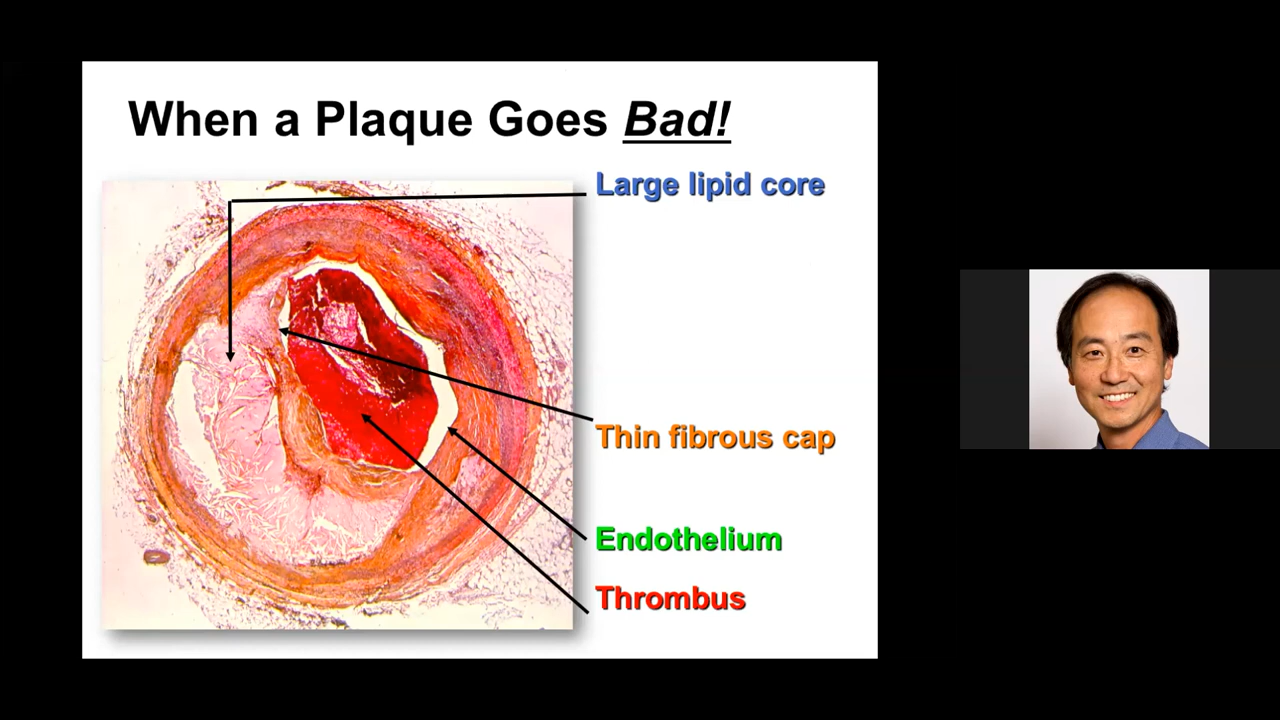 When a Plaque Goes Bad!
Large lipid core
Thin fibrous cap
Endothelium
Thrombus